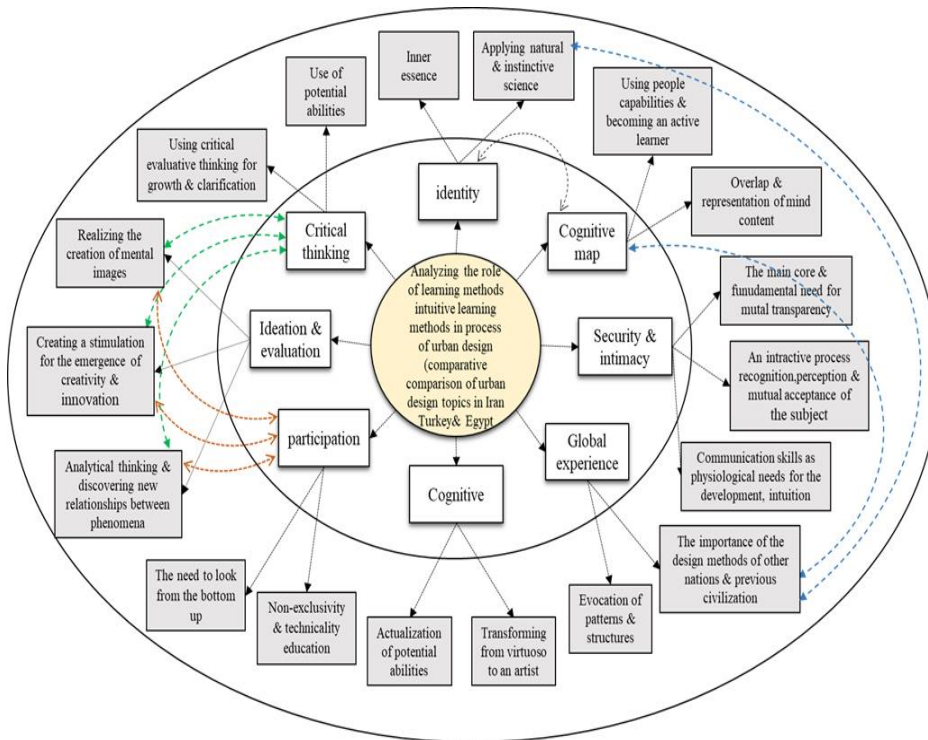 Inner
essence
Applying natural
& instinctive
science
Use of
potential
abilities
Using people
capabilities &
becoming an active
learner
Using critical
evaluative thinking for
growth & clarification
identity
Overlap &
representation of mind
content
Realizing
the creation of mental
images
Critical
thinking
Cognitive
map
The main core &
funudamental need for
mutal transparency
Analyzing the role
of learning methods
intuitive learning
methods in process
of urban design
(comparative
comparison of urban
design topics in Iran
Turkey& Egypt
Creating a stimulation
for the emergence of
creativity &
innovation
Ideation &
evaluation
Security &
intimacy
An intractive process
recognition,perception &
mutual acceptance of
the subject
Analytical thinking &
discovering new
relationships between
phenomena
participation
Cognitive
Global
experience
Communication skills as
physiological needs for the
development, intuition
The need to look
from the bottom
up
Non-exclusivity
& technicality
education
Actualization
of potential
abilities
Transforming
from virtuoso
to an artist
Evocation of
patterns &
structures
The importance of the
design methods of other
nations & previous
civilization